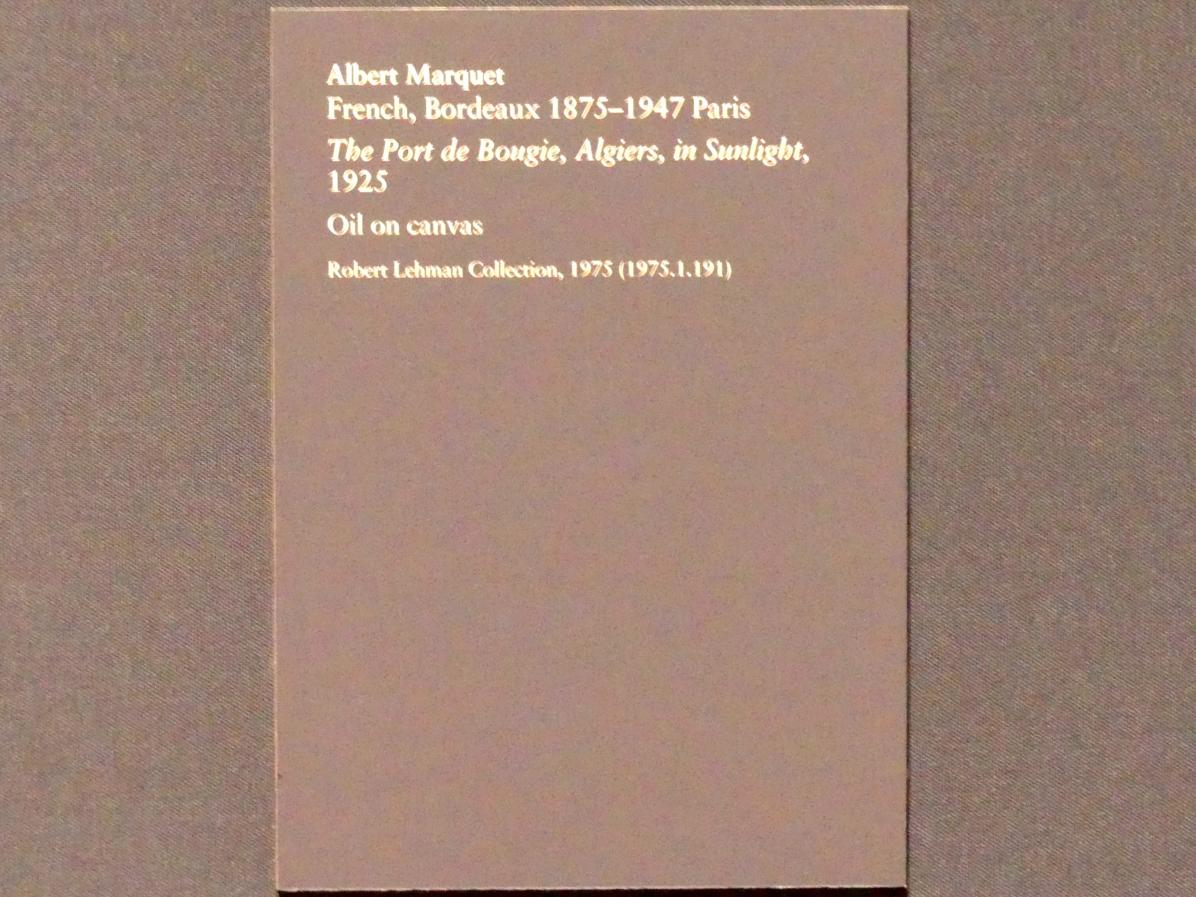 Albert Marquet
French, Bordeaux 1875–1947 Paris
The Port de Bougie, Algiers, in Sunlight,
1925
Oil on canvas
Robert Lehman Collection, 1975 (1975.1.191)